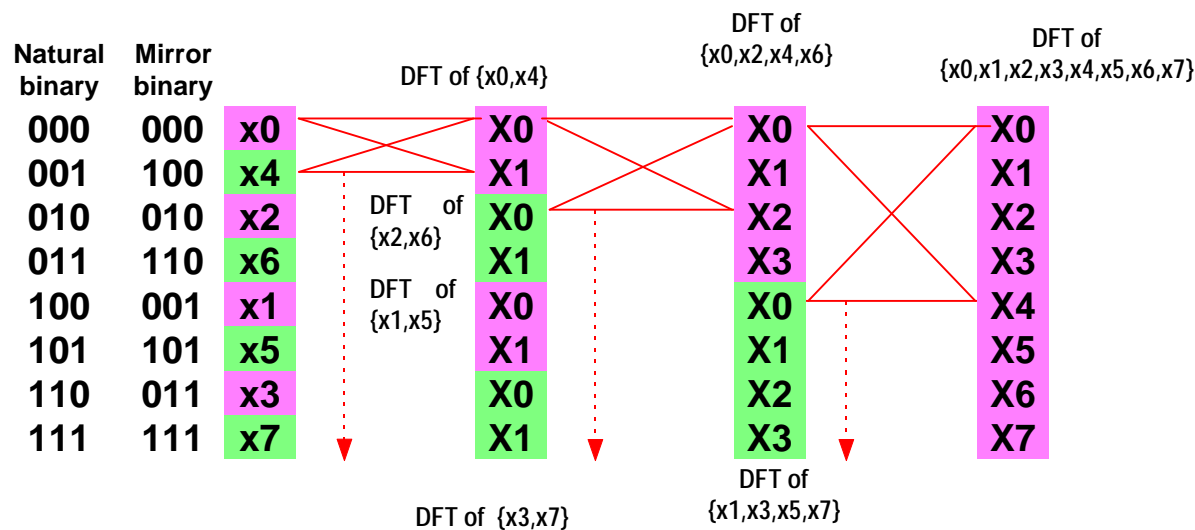 DFT of
{x0,x2,x4,x6}
DFT of
{x0,x1,x2,x3,x4,x5,x6,x7}
Natural Mirror
binary binary
DFT of {x0,x4}
000 000 x0 X0 X0 X0
001 100 x4 X1 X1 X1
010 010 x2 X0 X2 X2
DFT of
{x2,x6}
011 110 x6 X1 X3 X3
100 001 x1 X0 X0 X4
DFT of
{x1,x5}
101 101 x5 X1 X1 X5
110 011 x3 X0 X2 X6
111 111 x7 X1 X3 X7
DFT of {x3,x7}
DFT of
{x1,x3,x5,x7}